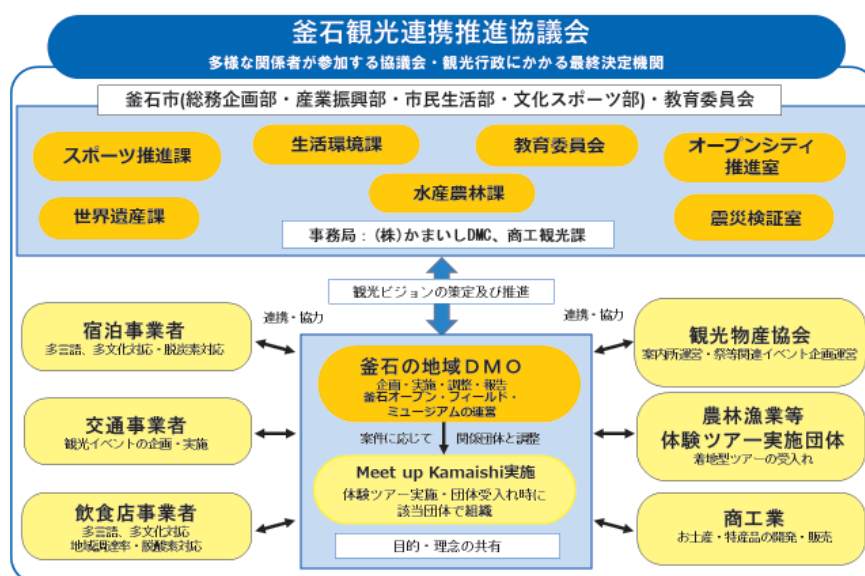 釜石観光連携推進協議会
多様な関係者が参加する協議会・観光行政にかかる最終決定機関
釜石市(総務企画部・産業振興部・市民生活部・文化スポーツ部)・教育委員会
スポーツ推進課
生活環境課
教育委員会
オープンシティ
推進室
水産農林課
世界遺産課
震災検証室
事務局：(株)かまいしDMC、商工観光課
観光ビジョンの策定及び推進
連携・協力
連携・協力
宿泊事業者
多言語、多文化対応・脱炭素対応
交通事業者
観光イベントの企画・実施
飲食店事業者
多言語、多文化対応
地域調達率・脱酸素対応
釜石の地域ＤＭＯ
企画・実施・調整・報告
釜石オープン・フィールド・
ミュージアムの運営
案件に応じて
関係団体と調整
Meet up Kamaishi実施
体験ツアー実施・団体受入れ時に
該当団体で組織
目的・理念の共有
観光物産協会
案内所運営・祭等関連イベント企画運営
農林漁業等
体験ツアー実施団体
着地型ツアーの受入れ
商工業
お土産・特産品の開発・販売